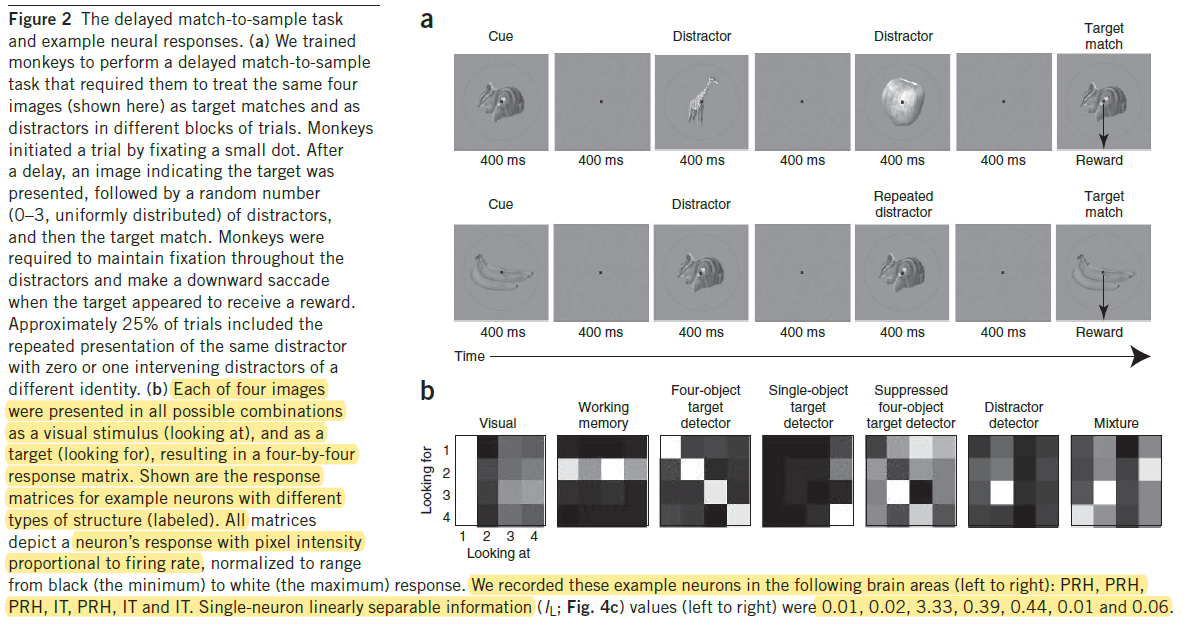 Figure 2 The delayed match-to-sample task
and example neural responses. (a) We trained
monkeys to perform a delayed match-to-sample
task that required them to treat the same four
images (shown here) as target matches and as
distractors in different blocks of trials. Monkeys
initiated a trial by fixating a small dot. After
a delay, an image indicating the target was
presented, followed by a random number
(0–3, uniformly distributed) of distractors,
and then the target match. Monkeys were
required to maintain fixation throughout the
distractors and make a downward saccade
when the target appeared to receive a reward.
Approximately 25% of trials included the
repeated presentation of the same distractor
with zero or one intervening distractors of a
different identity. (b) Each of four images
were presented in all possible combinations
as a visual stimulus (looking at), and as a
target (looking for), resulting in a four-by-four
response matrix. Shown are the response
matrices for example neurons with different
types of structure (labeled). All matrices
depict a neuron's response with pixel intensity
proportional to firing rate, normalized to range
from black (the minimum) to white (the maximum) response. We recorded these example neurons in the following brain areas (left to right): PRH, PRH,
PRH, IT, PRH, IT and IT. Single-neuron linearly separable information (IL; Fig. 4c) values (left to right) were 0.01, 0.02, 3.33, 0.39, 0.44, 0.01 and 0.06.
a
Cue
Distractor
Distractor
Target
match
400 ms 400 ms 400 ms 400 ms 400 ms 400 ms Reward
Cue
Distractor
Repeated
distractor
Target
match
400 ms 400 ms 400 ms 400 ms 400 ms 400 ms Reward
Time
b
Visual
Working
memory
Four-object
target
detector
Single-object
target
detector
Suppressed
four-object
target detector
Distractor
detector
Mixture
Looking for
1
2
3
4
1 2 3 4
Looking at